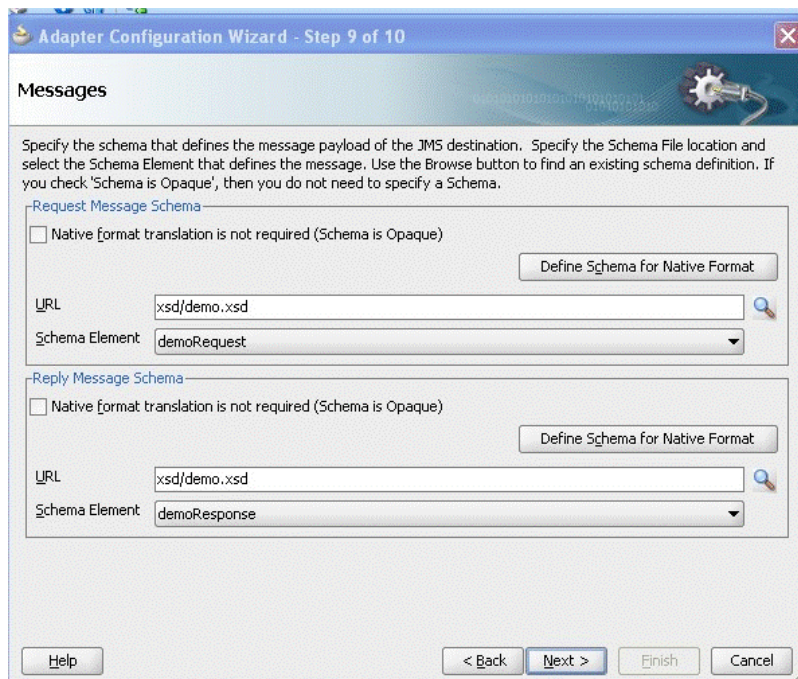 Adapter Configuration Wizard - Step 9 of 10
Messages
Specify the schema that defines the message payload of the JMS destination.  Specify the Schema File location and
select the Schema Element that defines the message. Use the Browse button to find an existing schema definition. If
you check 'Schema is Opaque', then you do not need to specify a Schema.
Request Message Schema
Native format translation is not required (Schema is Opaque)
Define Schema for Native Format
URL xsd/demo.xsd
Schema Element demoRequest
Reply Message Schema
Native format translation is not required (Schema is Opaque)
Define Schema for Native Format
URL xsd/demo.xsd
Schema Element demoResponse
Help < Back Next > Finish Cancel